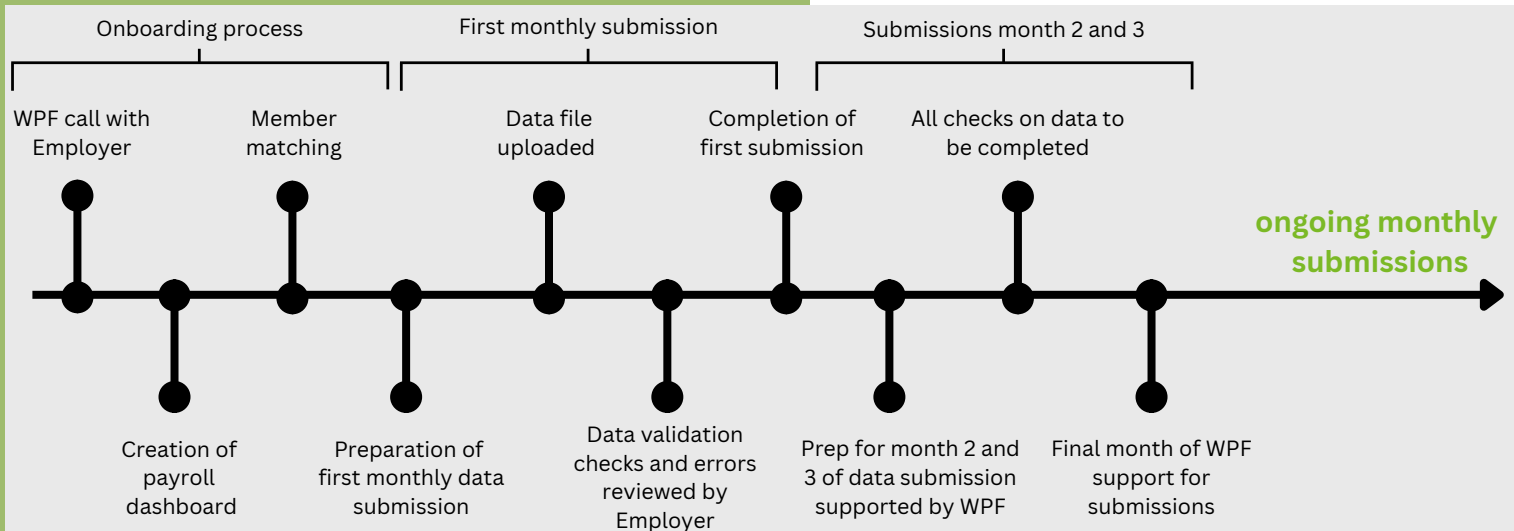 Onboarding process
First monthly submission
Submissions month 2 and 3
WPF call with
Employer
Member
matching
Data file
uploaded
Completion of
first submission
All checks on data to
be completed
ongoing monthly
submissions
Creation of
payroll
dashboard
Preparation of
first monthly data
submission
Data validation
checks and errors
reviewed by
Employer
Prep for month 2 and
3 of data submission
supported by WPF
Final month of WPF
support for
submissions